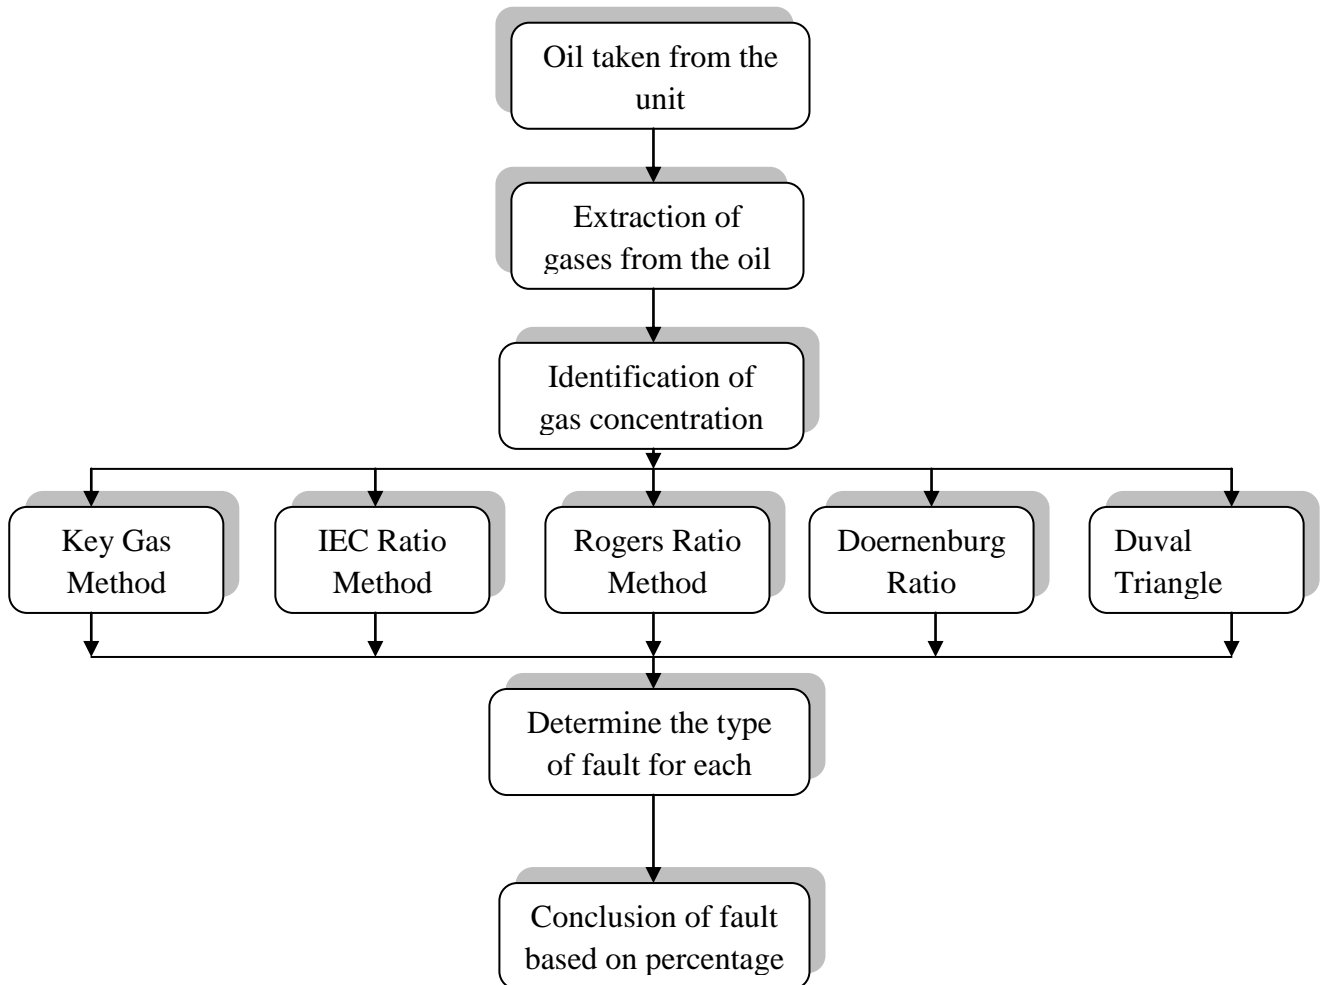 Oil taken from the
unit
Extraction of
gases from the oil
Identification of
gas concentration
Key Gas
Method
IEC Ratio
Method
Rogers Ratio
Method
Doernenburg
Ratio
Duval
Triangle
Determine the type
of fault for each
Conclusion of fault
based on percentage